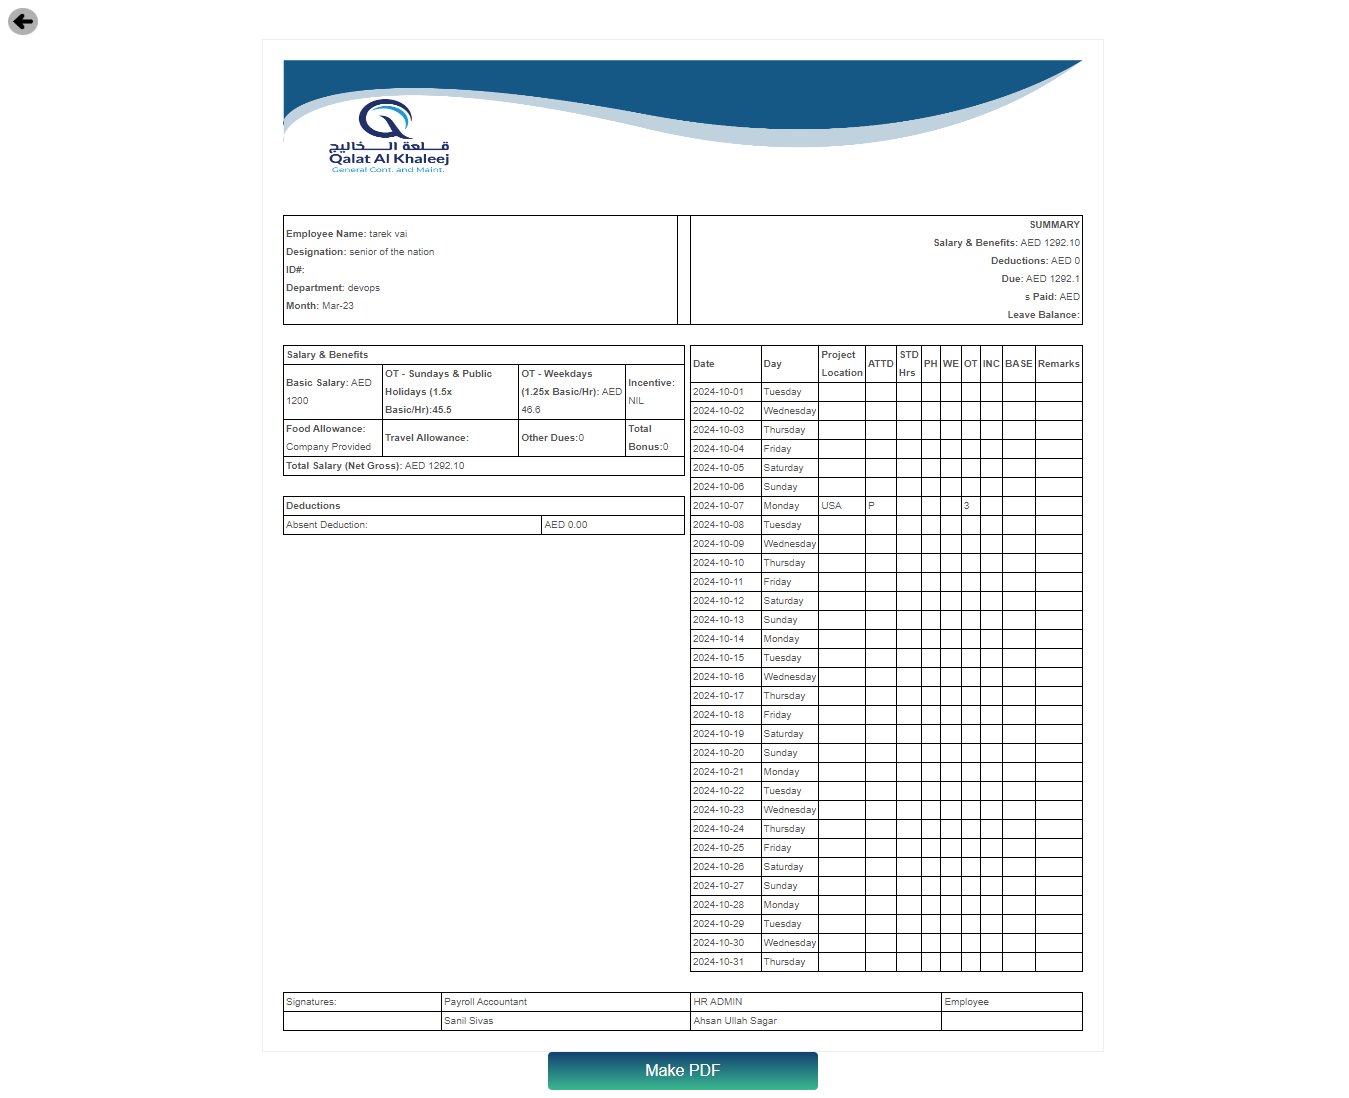 قلعة الخاليج
Qalat Al Khaleej
General Cont. and Maint.
Employee Name: tarek vai
Designation: senior of the nation
ID#:
Department: devops
Month: Mar-23
SUMMARY
Salary & Benefits: AED 1292.10
Deductions: AED 0
Due: AED 1292.1
s Paid: AED
Leave Balance:
Salary & Benefits
Basic Salary: AED
1200
OT - Sundays & Public
Holidays (1.5x
Basic/Hr):45.5
OT - Weekdays
(1.25x Basic/Hr): AED
46.6
Incentive:
NIL
Food Allowance:
Company Provided
Travel Allowance:
Other Dues:0
Total
Bonus:0
Total Salary (Net Gross): AED 1292.10
Deductions
Absent Deduction: AED 0.00
Date Day Project Location ATTD STD Hrs PH WE OT INC BASE Remarks
2024-10-01 Tuesday
2024-10-02 Wednesday
2024-10-03 Thursday
2024-10-04 Friday
2024-10-05 Saturday
2024-10-06 Sunday
2024-10-07 Monday USA P 3
2024-10-08 Tuesday
2024-10-09 Wednesday
2024-10-10 Thursday
2024-10-11 Friday
2024-10-12 Saturday
2024-10-13 Sunday
2024-10-14 Monday
2024-10-15 Tuesday
2024-10-16 Wednesday
2024-10-17 Thursday
2024-10-18 Friday
2024-10-19 Saturday
2024-10-20 Sunday
2024-10-21 Monday
2024-10-22 Tuesday
2024-10-23 Wednesday
2024-10-24 Thursday
2024-10-25 Friday
2024-10-26 Saturday
2024-10-27 Sunday
2024-10-28 Monday
2024-10-29 Tuesday
2024-10-30 Wednesday
2024-10-31 Thursday
Signatures: Payroll Accountant HR ADMIN Employee
Sanil Sivas Ahsan Ullah Sagar
Make PDF